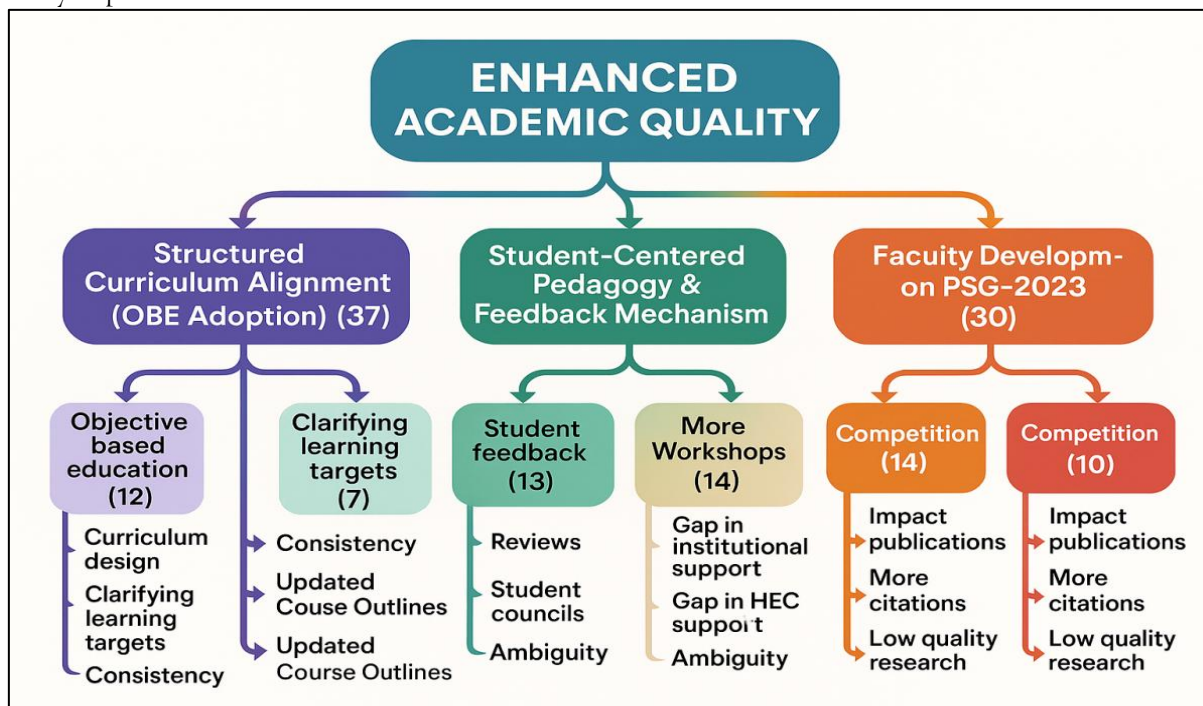 ENHANCED
ACADEMIC QUALITY
Structured
Curriculum Alignment
(OBE Adoption) (37)
Student-Centered
Pedagogy &
Feedback Mechanism
Facuity Developm-
on PSG-2023
(30)
Objective
based
education
(12)
Curriculum
design
Clarifying
learning
targets
Consistency
Clarifying
learning
targets
(7)
Consistency
Updated
Couse Outlines
Updated
Course Outlines
Student
feedback
(13)
Reviews
Student
councils
Ambiguity
More
Workshops
(14)
Gap in
institutional
support
Gap in HEC
support
Ambiguity
Competition
(14)
Impact
publications
More
citations
Low quality
research
Competition
(10)
Impact
publications
More
citations
Low quality
research